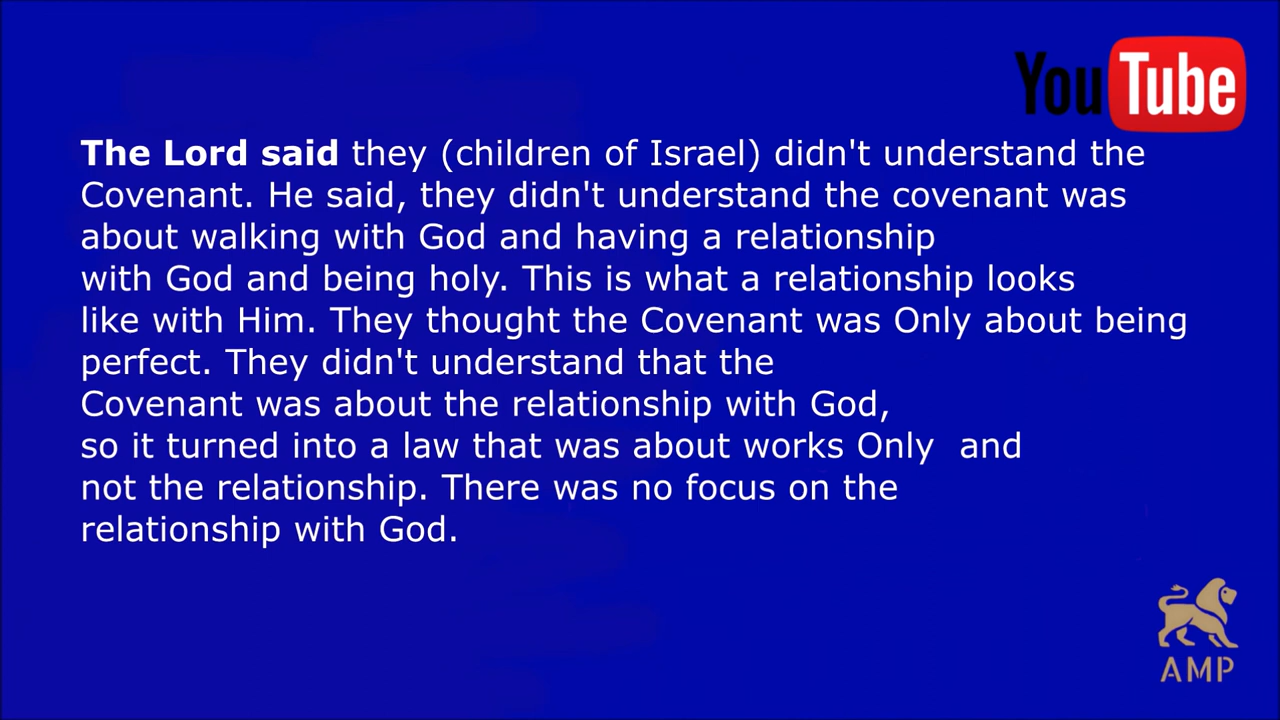 YouTube
The Lord said they (children of Israel) didn't understand the
Covenant. He said, they didn't understand the covenant was
about walking with God and having a relationship
with God and being holy. This is what a relationship looks
like with Him. They thought the Covenant was Only about being
perfect. They didn't understand that the
Covenant was about the relationship with God,
so it turned into a law that was about works Only  and
not the relationship. There was no focus on the
relationship with God.
AMP